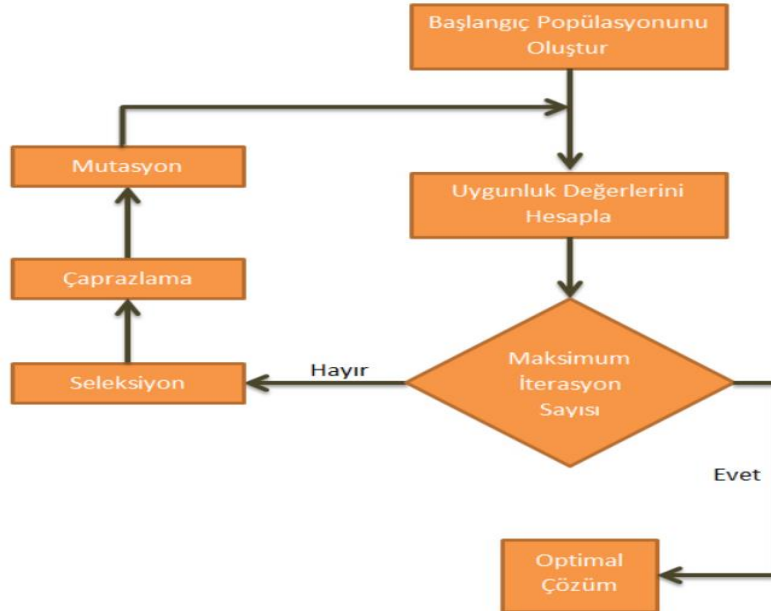 Başlangıç Popülasyonunu
Oluştur
Mutasyon
Uygunluk Değerlerini
Hesapla
Çaprazlama
Maksimum
İterasyon
Sayısı
Hayır
Seleksiyon
Evet
Optimal
Çözüm